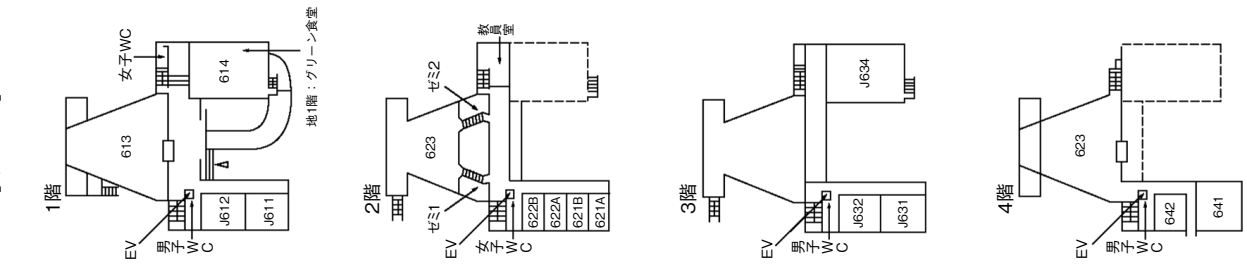 1階
613
614
女子WC
地1階：グリーン食堂
EV
男子WC
J612
J611
2階
623
ゼミ1
ゼミ2
教員室
EV
女子WC
622B
622A
621B
621A
3階
J634
EV
男子WC
J632
J631
4階
623
EV
男子WC
642
641